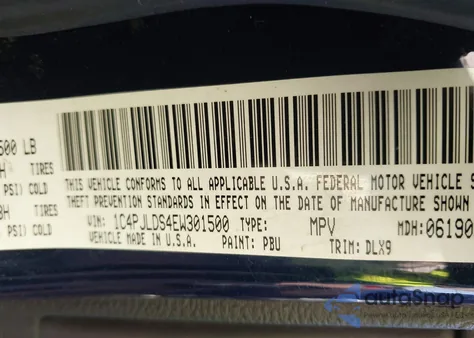 500 LB
H TIRES
PSI) COLD
BH TIRES
PSI) COLD
THIS VEHICLE CONFORMS TO ALL APPLICABLE U.S.A. FEDERAL MOTOR VEHICLE S
THEFT PREVENTION STANDARDS IN EFFECT ON THE DATE OF MANUFACTURE SHOWN
VIN: 1C4PJLDS4EW301500 TYPE: MPV MDH: 06190
VEHICLE MADE IN U.S.A. PAINT: PBU TRIM: DLX9
autoSnap